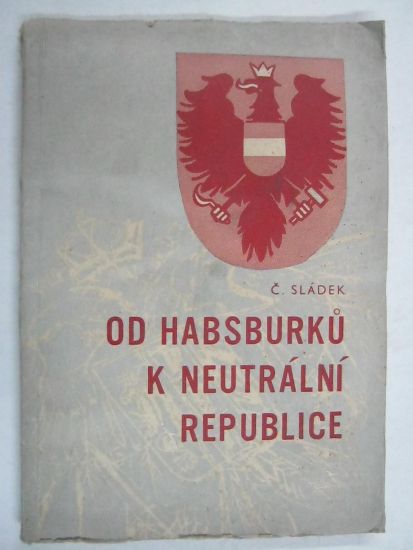 Č. SLÁDEK
OD HABSBURKŮ
K NEUTRÁLNÍ
REPUBLICE